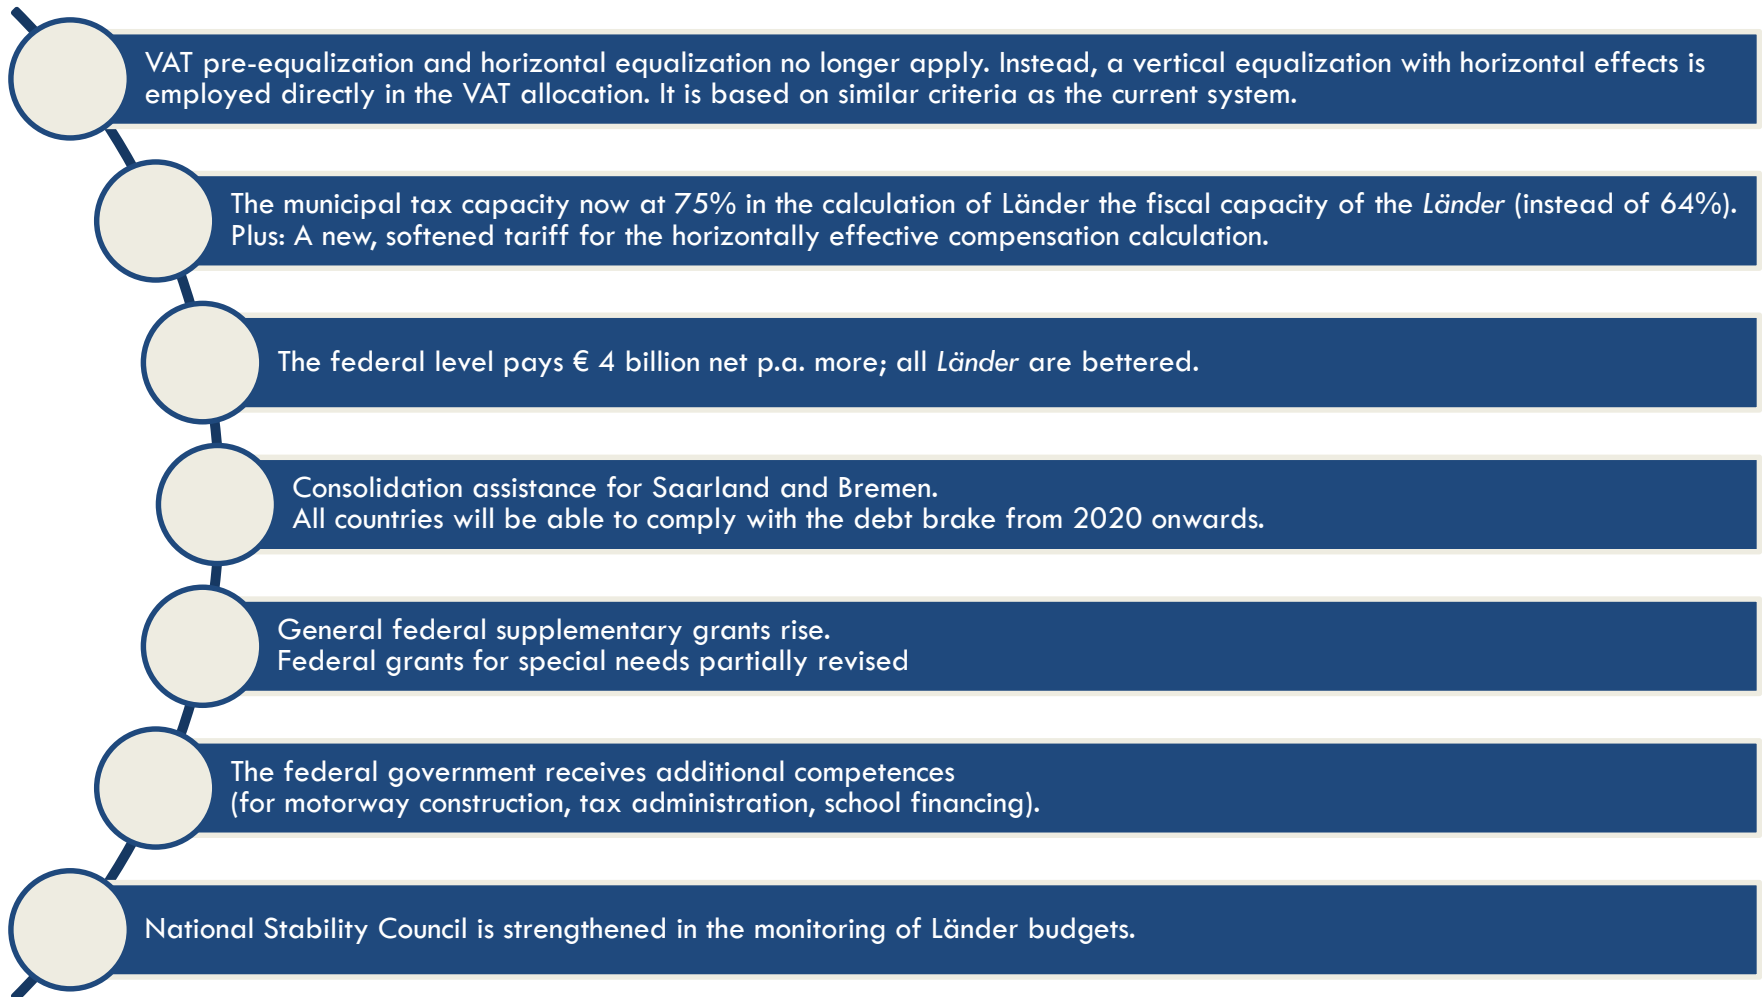 VAT pre-equalization and horizontal equalization no longer apply. Instead, a vertical equalization with horizontal effects is
employed directly in the VAT allocation. It is based on similar criteria as the current system.
The municipal tax capacity now at 75% in the calculation of Länder the fiscal capacity of the Länder (instead of 64%).
Plus: A new, softened tariff for the horizontally effective compensation calculation.
The federal level pays € 4 billion net p.a. more; all Länder are bettered.
Consolidation assistance for Saarland and Bremen.
All countries will be able to comply with the debt brake from 2020 onwards.
General federal supplementary grants rise.
Federal grants for special needs partially revised
The federal government receives additional competences
(for motorway construction, tax administration, school financing).
National Stability Council is strengthened in the monitoring of Länder budgets.